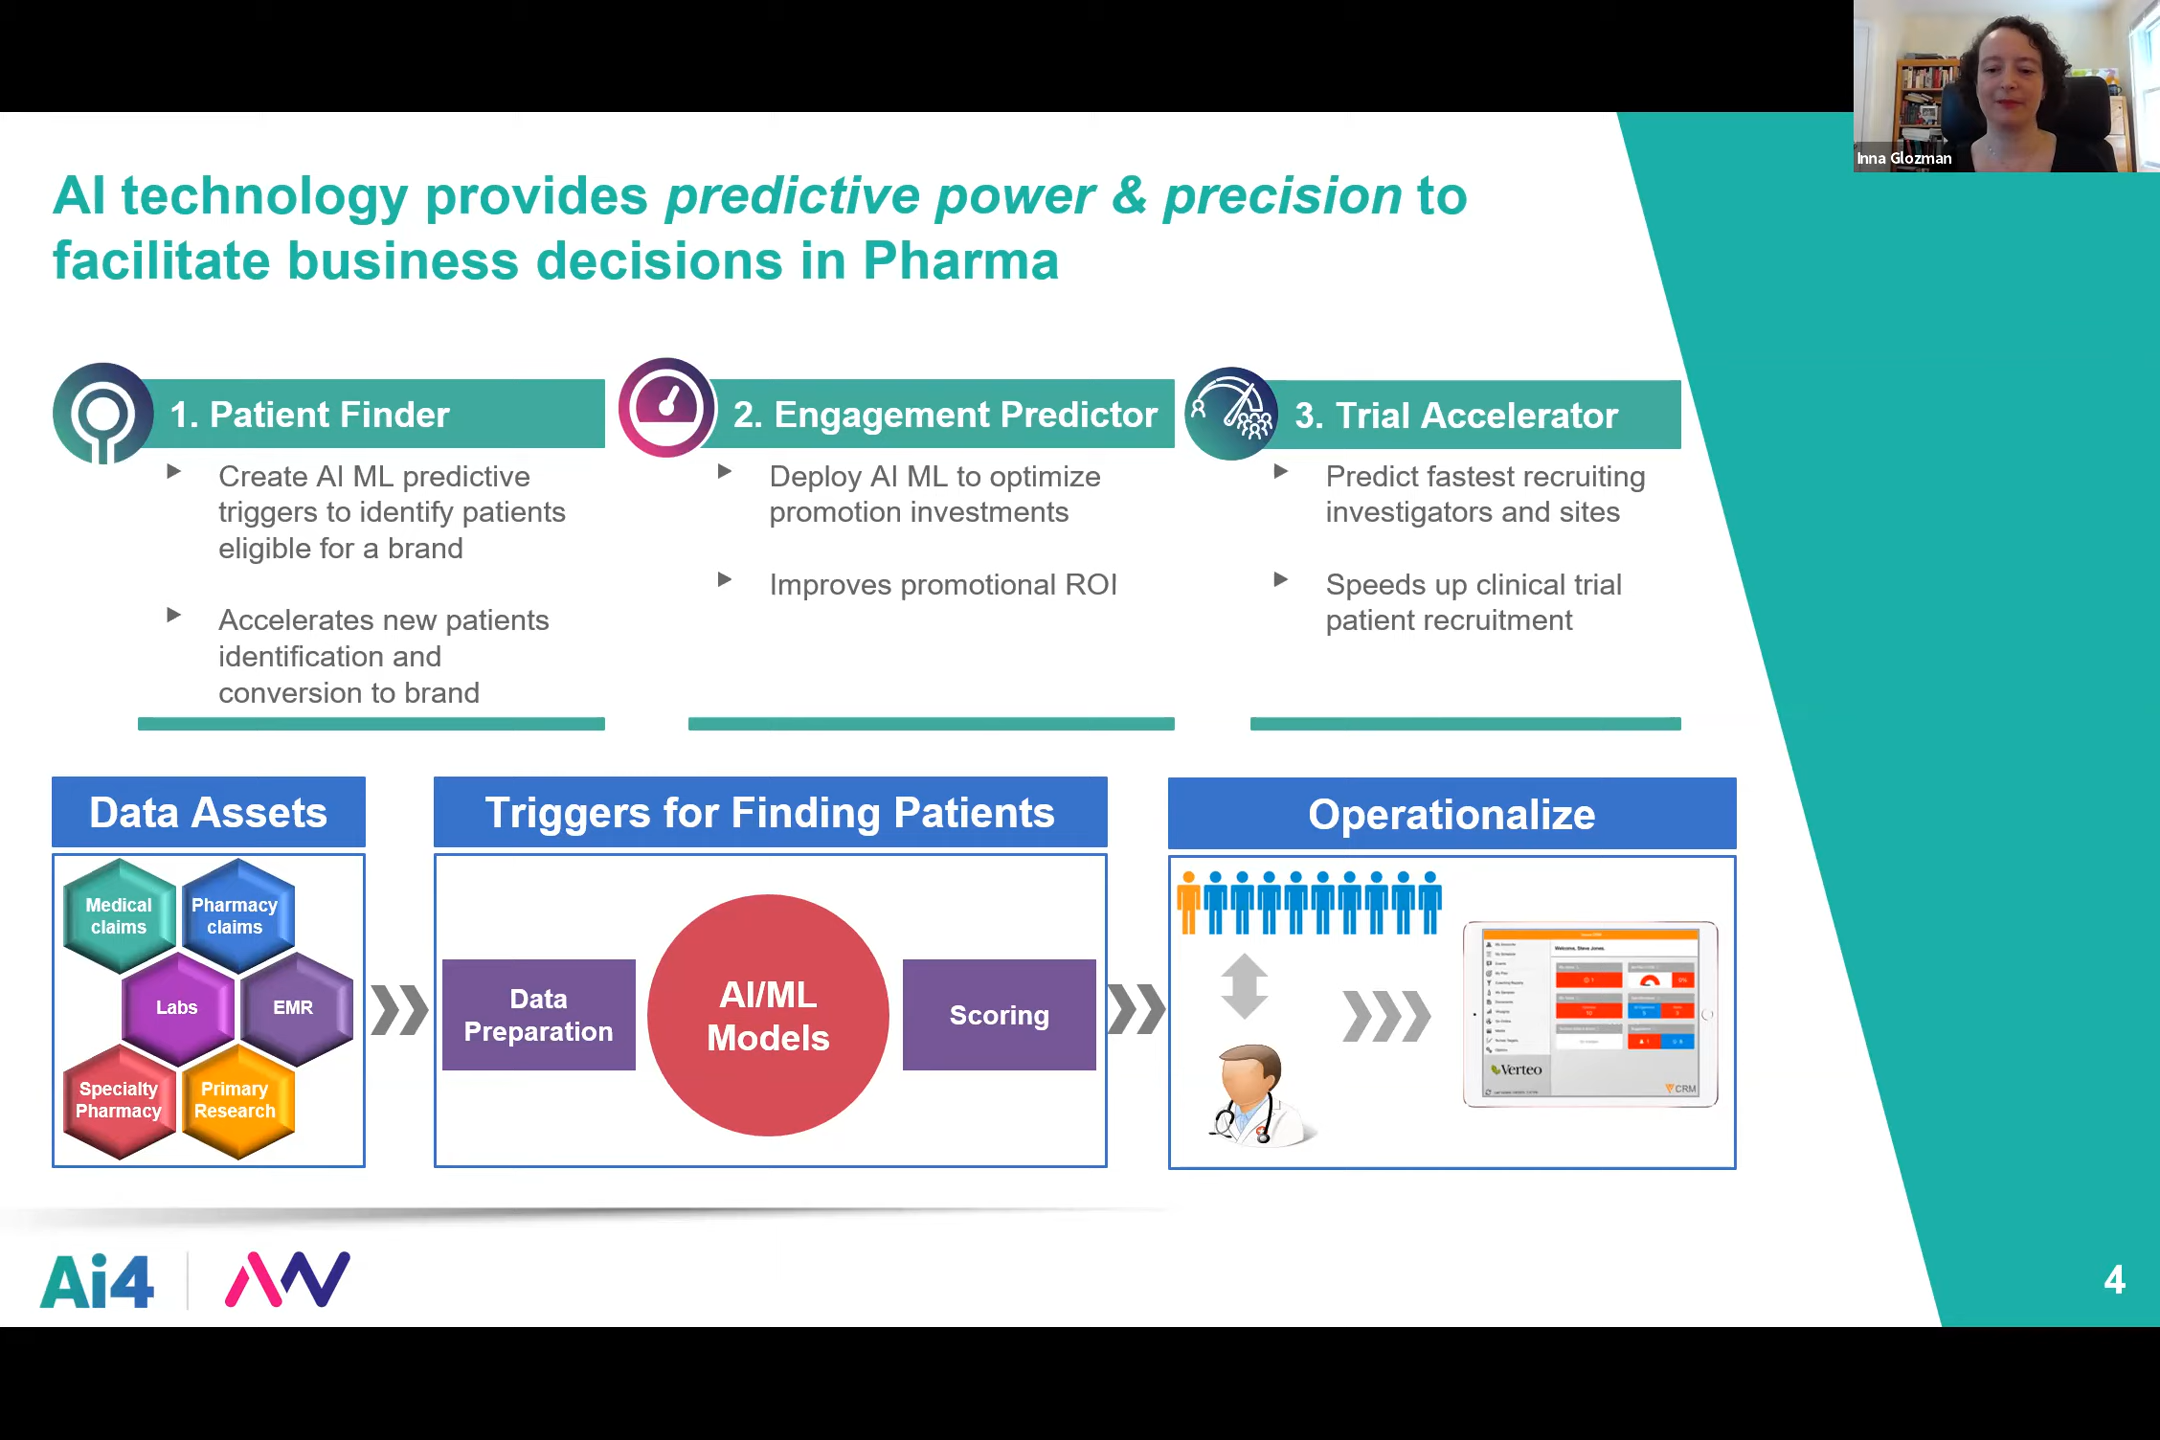 Inna Glozman
AI technology provides predictive power & precision to
facilitate business decisions in Pharma
1. Patient Finder
Create AI ML predictive
triggers to identify patients
eligible for a brand
Accelerates new patients
identification and
conversion to brand
2. Engagement Predictor
Deploy AI ML to optimize
promotion investments
Improves promotional ROI
3. Trial Accelerator
Predict fastest recruiting
investigators and sites
Speeds up clinical trial
patient recruitment
Data Assets
Medical
claims
Pharmacy
claims
Labs
EMR
Specialty
Pharmacy
Primary
Research
Triggers for Finding Patients
Data
Preparation
AI/ML
Models
Scoring
Operationalize
Welcome, Steve Jones.
Verteo
CRM
Ai4
4